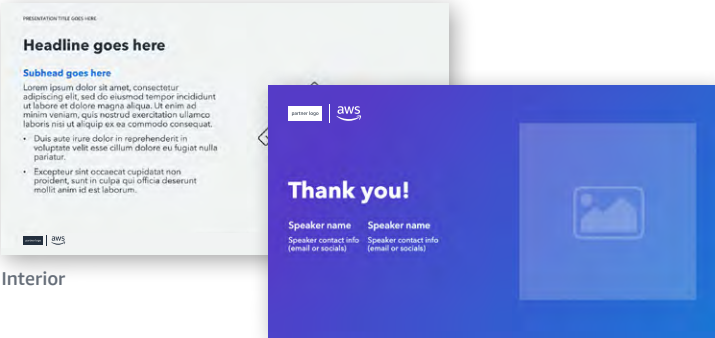 PRESENTATION TITLE GOES HERE
Headline goes here
Subhead goes here
Lorem ipsum dolor sit amet, consectetur
adipiscing elit, sed do eiusmod tempor incididunt
ut labore et dolore magna aliqua. Ut enim ad
minim veniam, quis nostrud exercitation ullamco
laboris nisi ut aliquip ex ea commodo consequat.
• Duis aute irure dolor in reprehenderit in
voluptate velit esse cillum dolore eu fugiat nulla
pariatur.
• Excepteur sint occaecat cupidatat non
proident, sunt in culpa qui officia deserunt
mollit anim id est laborum.
partner logo | aws
Interior
partner logo | aws
Thank you!
Speaker name Speaker name
Speaker contact info Speaker contact info
(email or socials) (email or socials)